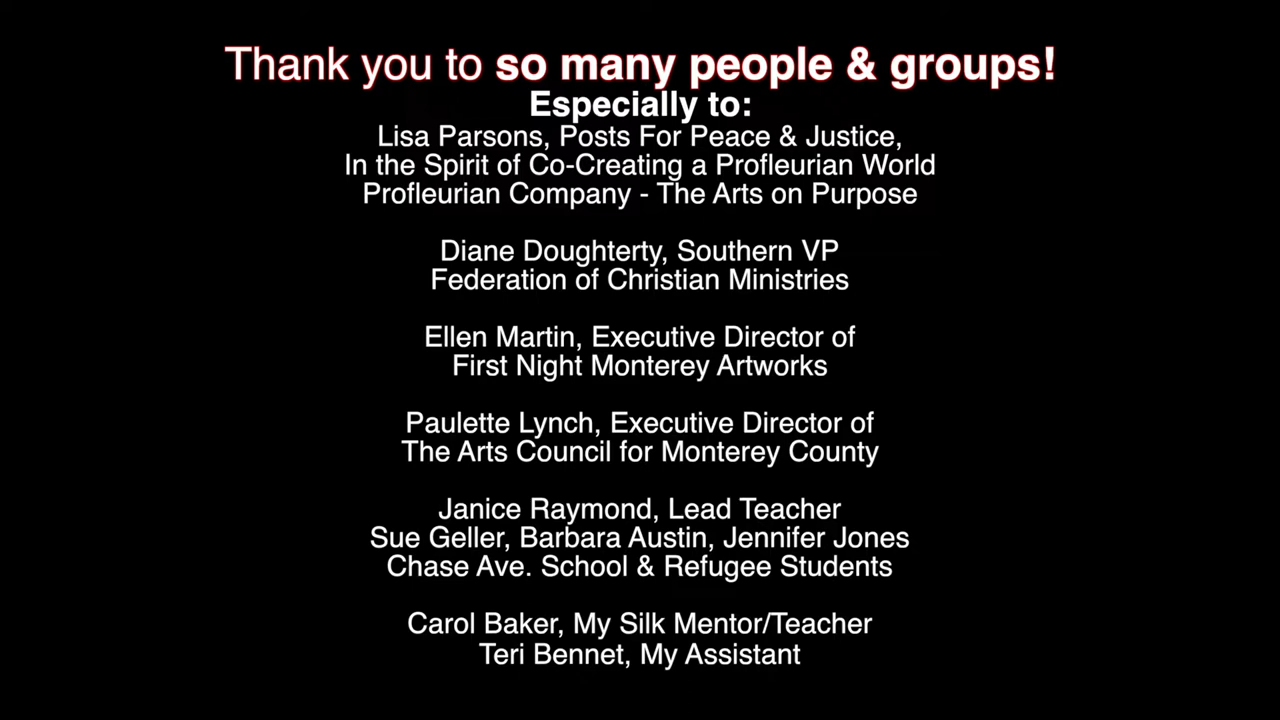 Thank you to so many people & groups!
Especially to:
Lisa Parsons, Posts For Peace & Justice,
In the Spirit of Co-Creating a Profleurian World
Profleurian Company - The Arts on Purpose
Diane Doughterty, Southern VP
Federation of Christian Ministries
Ellen Martin, Executive Director of
First Night Monterey Artworks
Paulette Lynch, Executive Director of
The Arts Council for Monterey County
Janice Raymond, Lead Teacher
Sue Geller, Barbara Austin, Jennifer Jones
Chase Ave. School & Refugee Students
Carol Baker, My Silk Mentor/Teacher
Teri Bennet, My Assistant